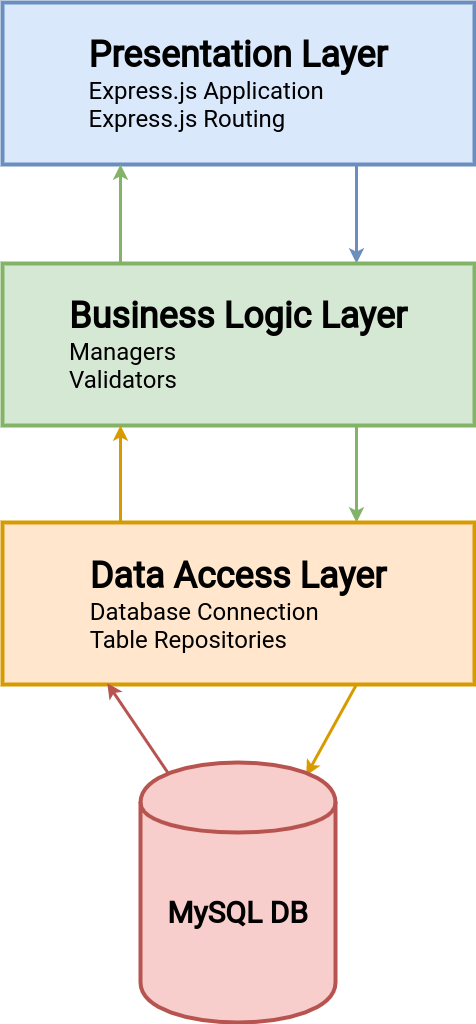 Presentation Layer
Express.js Application
Express.js Routing
Business Logic Layer
Managers
Validators
Data Access Layer
Database Connection
Table Repositories
MySQL DB